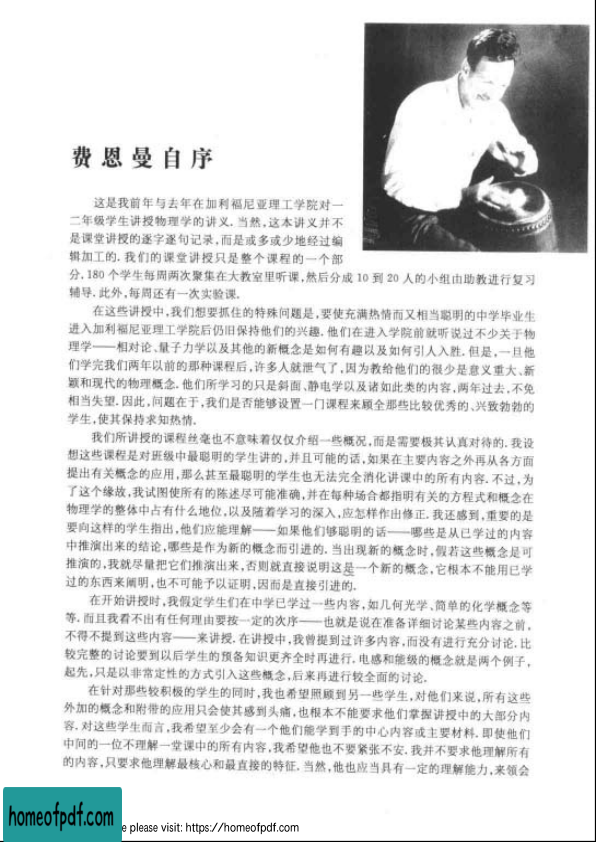 费恩曼自序
这是我前年与去年在加利福尼亚理工学院对一
二年级学生讲授物理学的讲义. 当然,这本讲义并不
是课堂讲授的逐字逐句记录,而是或多或少地经过编
辑加工的. 我们的课堂讲授只是整个课程的一个部
分. 180 个学生每周两次聚集在大教室里听课,然后分成 10 到 20 人的小组由助教进行复习
辅导. 此外,每周还有一次实验课.
在这些讲授中,我们想要抓住的特殊问题是,要使充满热情而又相当聪明的中学毕业生
进入加利福尼亚理工学院后仍旧保持他们的兴趣. 他们在进入学院前就听说过不少关于物
理学——相对论、量子力学以及其他的新概念是如何有趣以及如何引人入胜. 但是,一旦他
们学完我们两年以前的那种课程后,许多人就泄气了,因为教给他们的很少是意义重大、新
颖和现代的物理概念. 他们所学习的只是斜面、静电学以及诸如此类的内容,两年过去,不免
相当失望. 因此,问题在于,我们是否能够设置一门课程来顾全那些比较优秀的、兴致勃勃的
学生,使其保持求知热情.
我们所讲授的课程丝毫也不意味着仅仅介绍一些概况,而是需要极其认真对待的. 我设
想这些课程是对班级中最聪明的学生讲的,并且可能的话,如果在主要内容之外再从各方面
提出有关概念的应用,那么甚至最聪明的学生也无法完全消化讲课中的所有内容. 不过,为
了这个缘故,我试图使所有的陈述尽可能准确,并在每种场合都指明有关的方程式和概念在
物理学的整体中占有什么地位,以及随着学习的深入,应怎样作出修正. 我还感到,重要的是
要向这样的学生指出,他们应能理解——如果他们够聪明的话——哪些是从已学过的内容
中推演出来的结论,哪些是作为新的概念而引进的. 当出现新的概念时,假若这些概念是可
推演的,我就尽量把它们推演出来,否则就直接说明这是一个新的概念,它根本不能用已学
过的东西来阐明,也不可能予以证明,因而是直接引进的.
在开始讲授时,我假定学生们在中学已学过一些内容,如几何光学、简单的化学概念等
等. 而且我看不出有任何理由要按一定的次序——也就是说在准备详细讨论某些内容之前,
不得不提到这些内容——来讲授. 在讲授中,我曾提到过许多内容,而没有进行充分讨论. 比
较完整的讨论要到以后学生的预备知识更齐全时再进行. 电感和能级的概念就是两个例子,
起先,只是以非常定性的方式引入这些概念,后来再进行较全面的讨论.
在针对那些较积极的学生的同时,我也希望照顾到另一些学生,对他们来说,所有这些
外加的概念和附带的应用只会使其感到头痛,也根本不能要求他们掌握讲授中的大部分内
容. 对这些学生而言,我希望至少会有一个他们能学到手的中心内容或主要材料. 即使他们
中间的一位不理解一堂课中的所有内容,我希望他也不要紧张不安. 我并不要求他理解所有
的内容,只要求他理解最核心和最直接的特征. 当然,他也应当具有一定的理解能力,来领会
homeofpdf.com
e please visit: https://homeofpdf.com